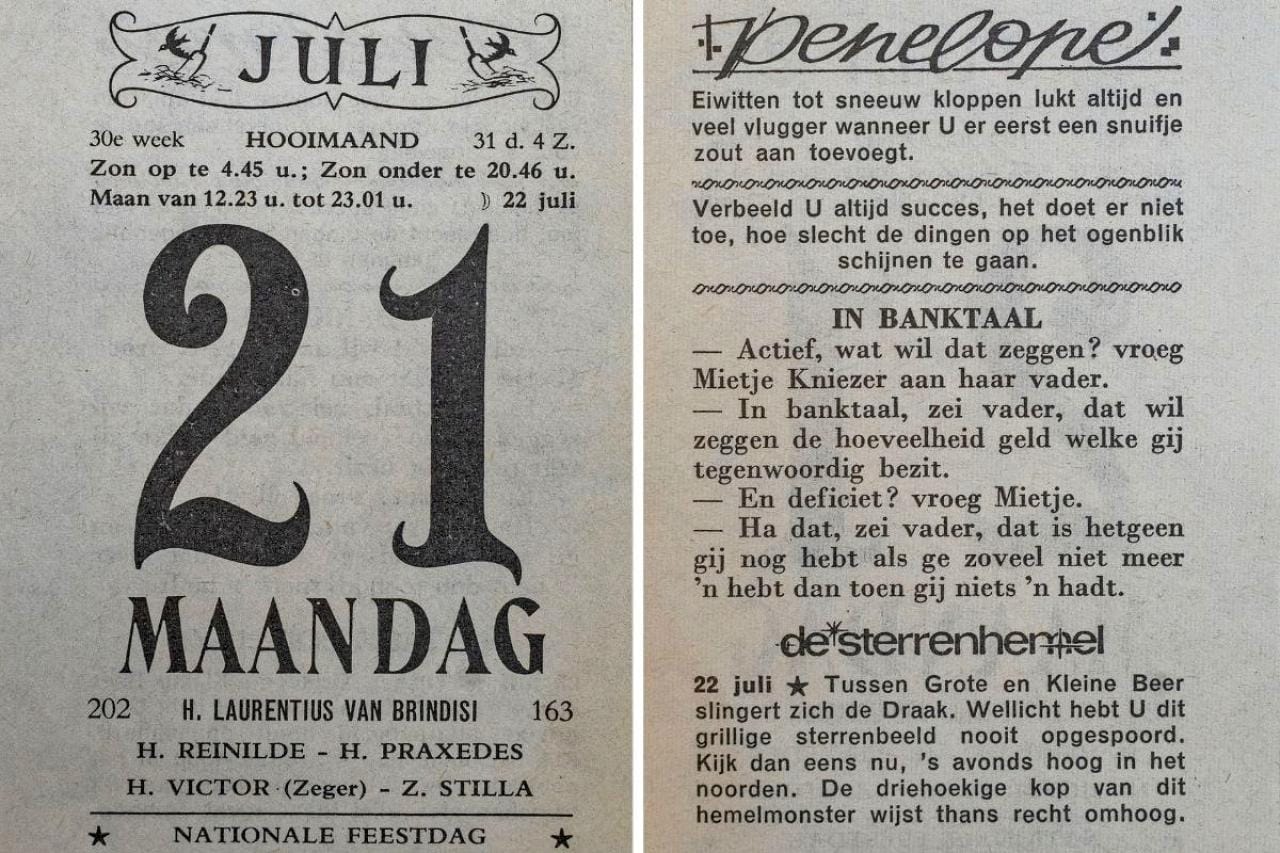 JULI
30e week HOOIMAAND 31 d. 4 Z.
Zon op te 4.45 u.; Zon onder te 20.46 u.
Maan van 12.23 u. tot 23.01 u. ☽ 22 juli
21
MAANDAG
202 H. LAURENTIUS VAN BRINDISI 163
H. REINILDE - H. PRAXEDES
H. VICTOR (Zeger) - Z. STILLA
★ NATIONALE FEESTDAG ★
Penelope
Eiwitten tot sneeuw kloppen lukt altijd en
veel vlugger wanneer U er eerst een snuifje
zout aan toevoegt.
Verbeeld U altijd succes, het doet er niet
toe, hoe slecht de dingen op het ogenblik
schijnen te gaan.
IN BANKTAAL
— Actief, wat wil dat zeggen? vroeg
Mietje Kniezer aan haar vader.
— In banktaal, zei vader, dat wil
zeggen de hoeveelheid geld welke gij
tegenwoordig bezit.
— En deficiet? vroeg Mietje.
— Ha dat, zei vader, dat is hetgeen
gij nog hebt als ge zoveel niet meer
'n hebt dan toen gij niets 'n hadt.
de sterrenhemel
22 juli ★ Tussen Grote en Kleine Beer
slingert zich de Draak. Wellicht hebt U dit
grillige sterrenbeeld nooit opgespoord.
Kijk dan eens nu, 's avonds hoog in het
noorden. De driehoekige kop van dit
hemelmonster wijst thans recht omhoog.